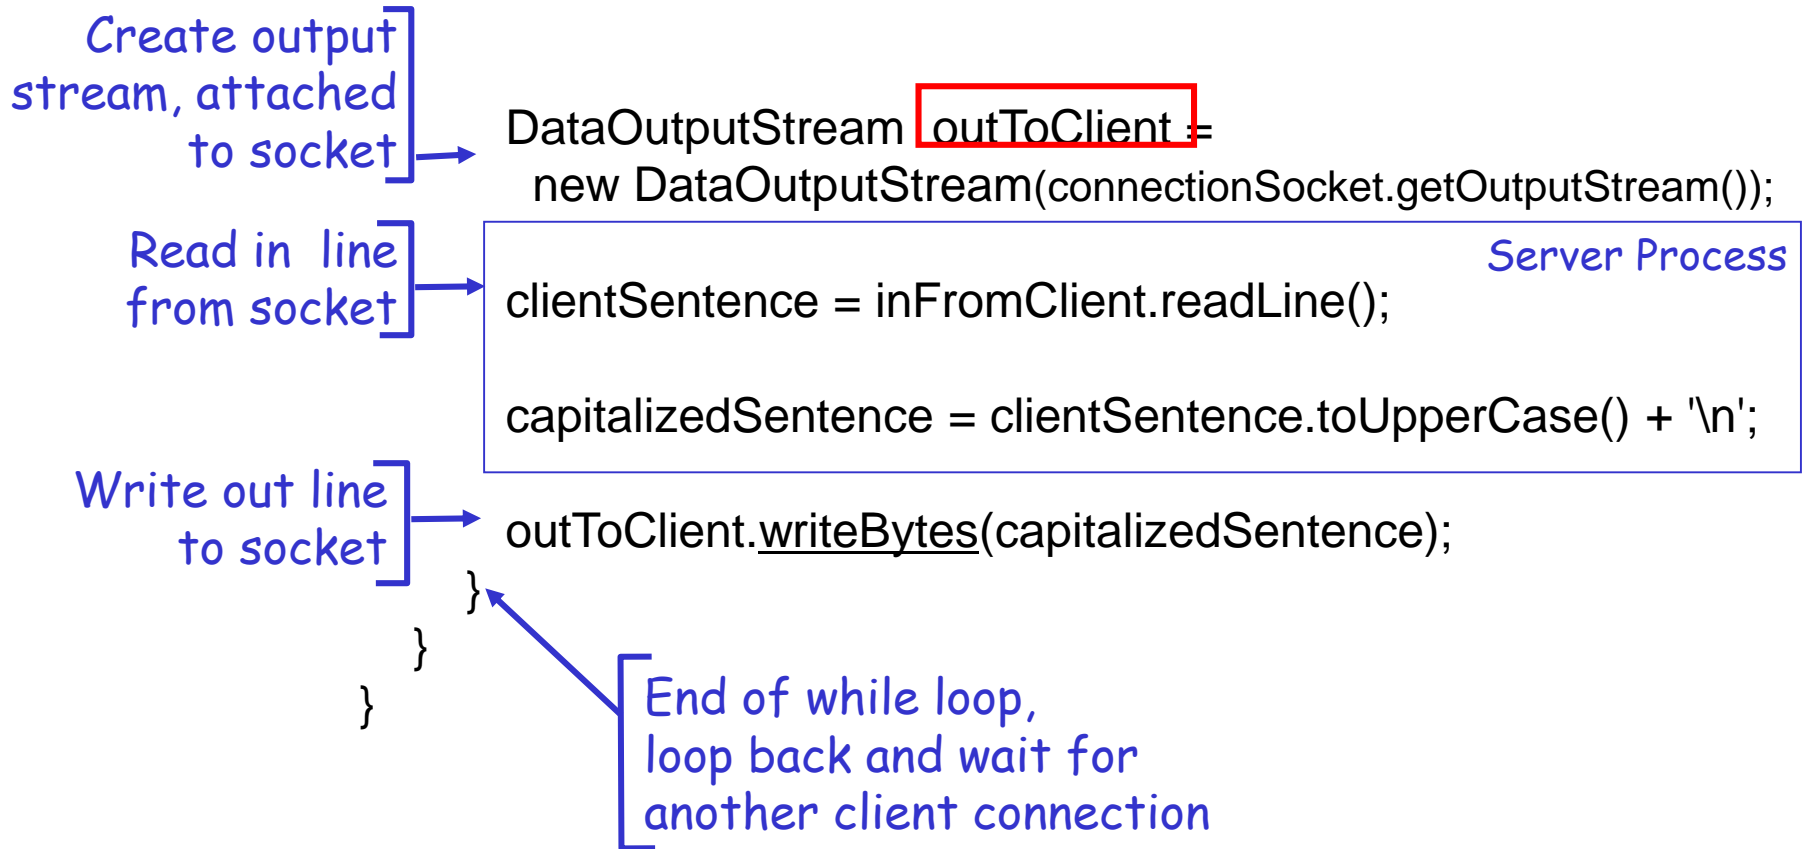 Create output
stream, attached
to socket
DataOutputStream outToClient =
new DataOutputStream(connectionSocket.getOutputStream());
Read in line
from socket
Server Process
clientSentence = inFromClient.readLine();
capitalizedSentence = clientSentence.toUpperCase() + '\n';
Write out line
to socket
outToClient.writeBytes(capitalizedSentence);
}
}
}
End of while loop,
loop back and wait for
another client connection